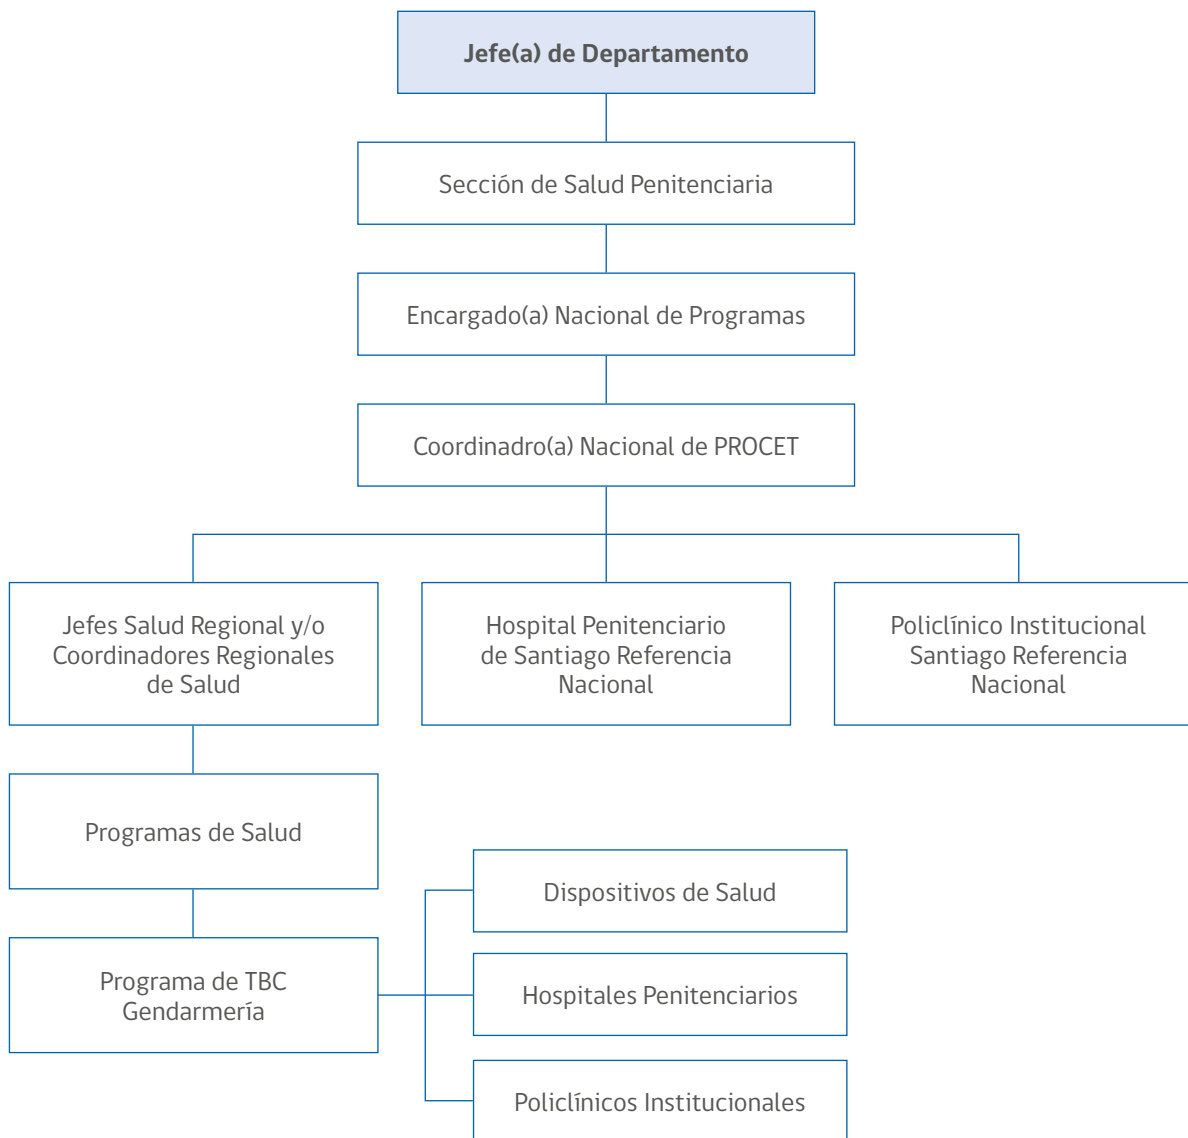 Jefe(a) de Departamento
Sección de Salud Penitenciaria
Encargado(a) Nacional de Programas
Coordinadro(a) Nacional de PROCET
Jefes Salud Regional y/o
Coordinadores Regionales
de Salud
Hospital Penitenciario
de Santiago Referencia
Nacional
Policlínico Institucional
Santiago Referencia
Nacional
Programas de Salud
Programa de TBC
Gendarmería
Dispositivos de Salud
Hospitales Penitenciarios
Policlínicos Institucionales